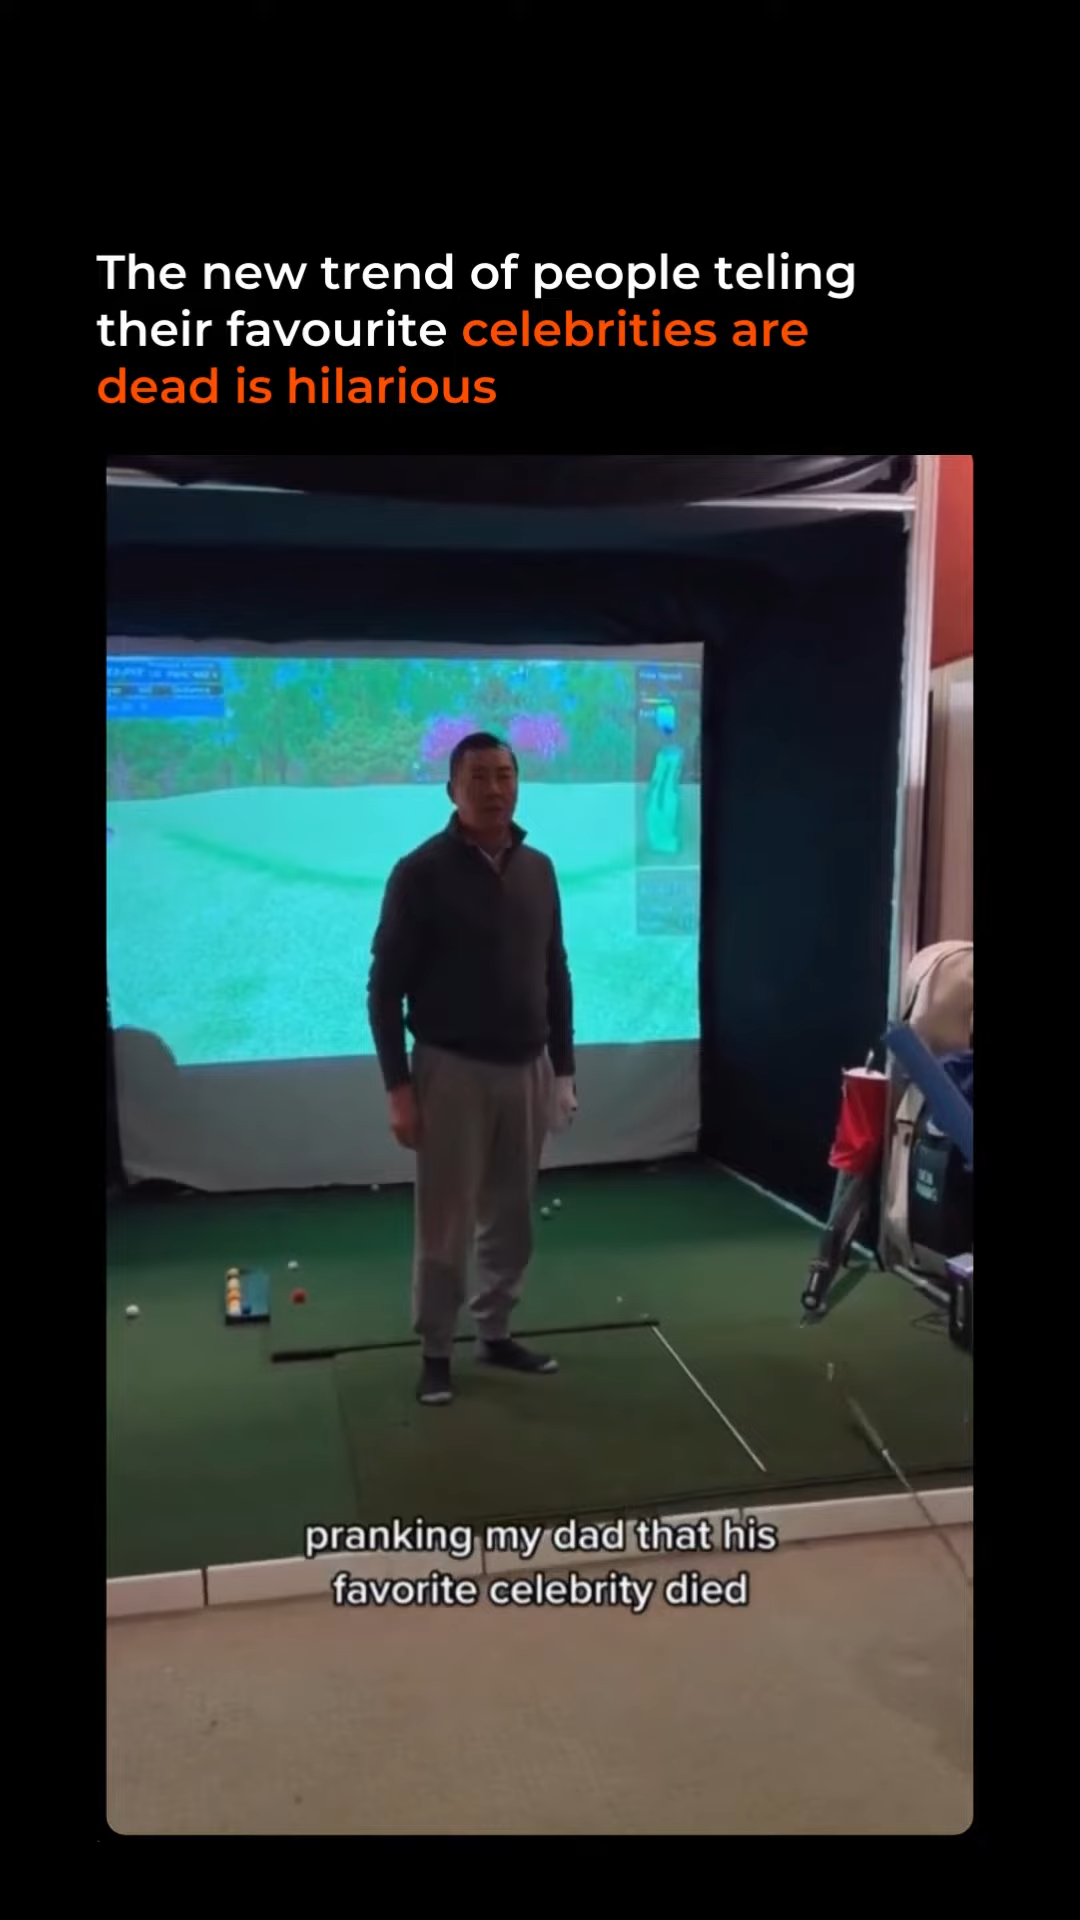 The new trend of people teling
their favourite celebrities are
dead is hilarious
pranking my dad that his
favorite celebrity died